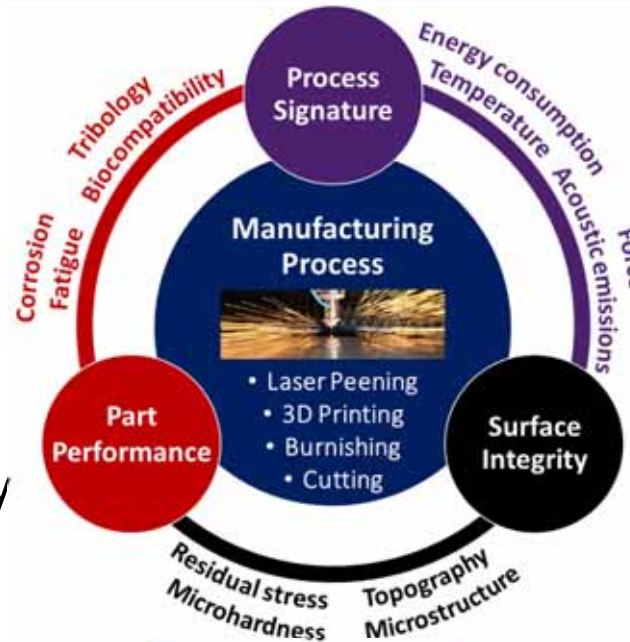 Process
Signature
Energy consumption
Temperature
Acoustic emissions
Tribology
Biocompatibility
Corrosion
Fatigue
Manufacturing
Process
• Laser Peening
• 3D Printing
• Burnishing
• Cutting
Part
Performance
Surface
Integrity
Residual stress
Microhardness
Topography
Microstructure